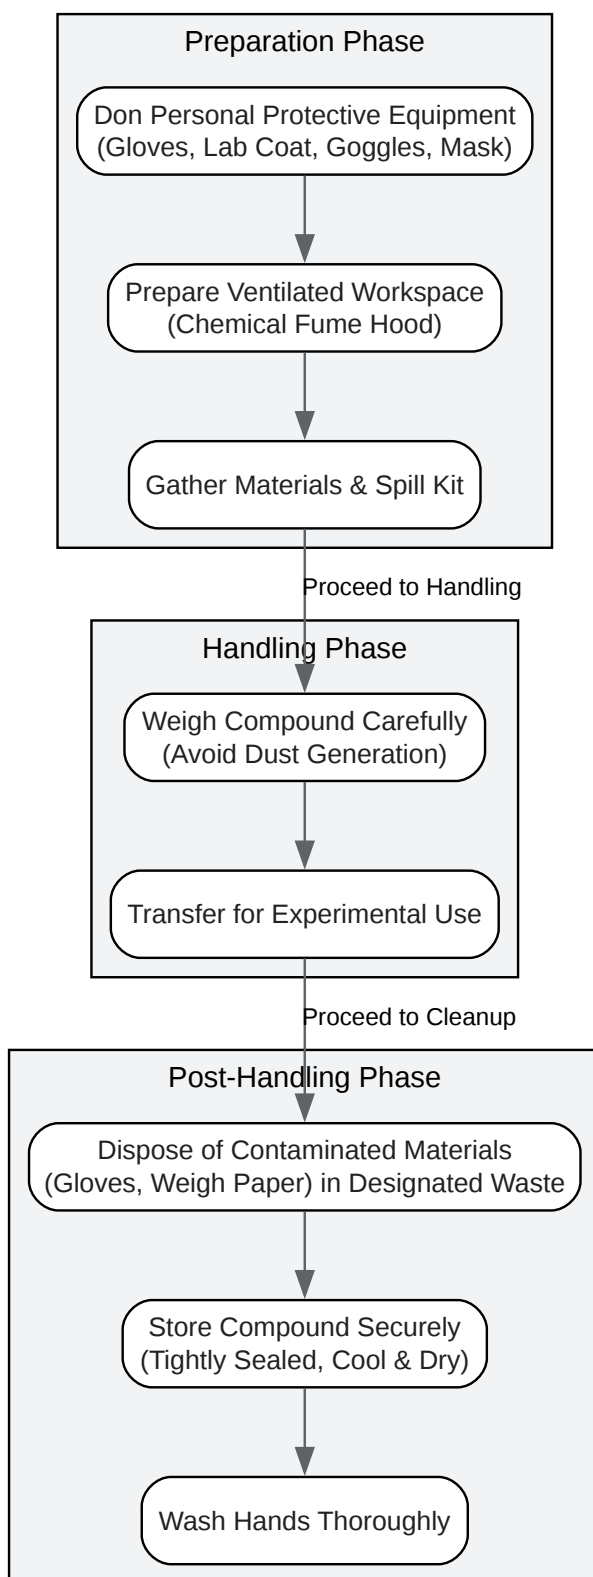 Preparation Phase
Don Personal Protective Equipment
(Gloves, Lab Coat, Goggles, Mask)
Prepare Ventilated Workspace
(Chemical Fume Hood)
Gather Materials & Spill Kit
Proceed to Handling
Handling Phase
Weigh Compound Carefully
(Avoid Dust Generation)
Transfer for Experimental Use
Proceed to Cleanup
Post-Handling Phase
Dispose of Contaminated Materials
(Gloves, Weigh Paper) in Designated Waste
Store Compound Securely
(Tightly Sealed, Cool & Dry)
Wash Hands Thoroughly